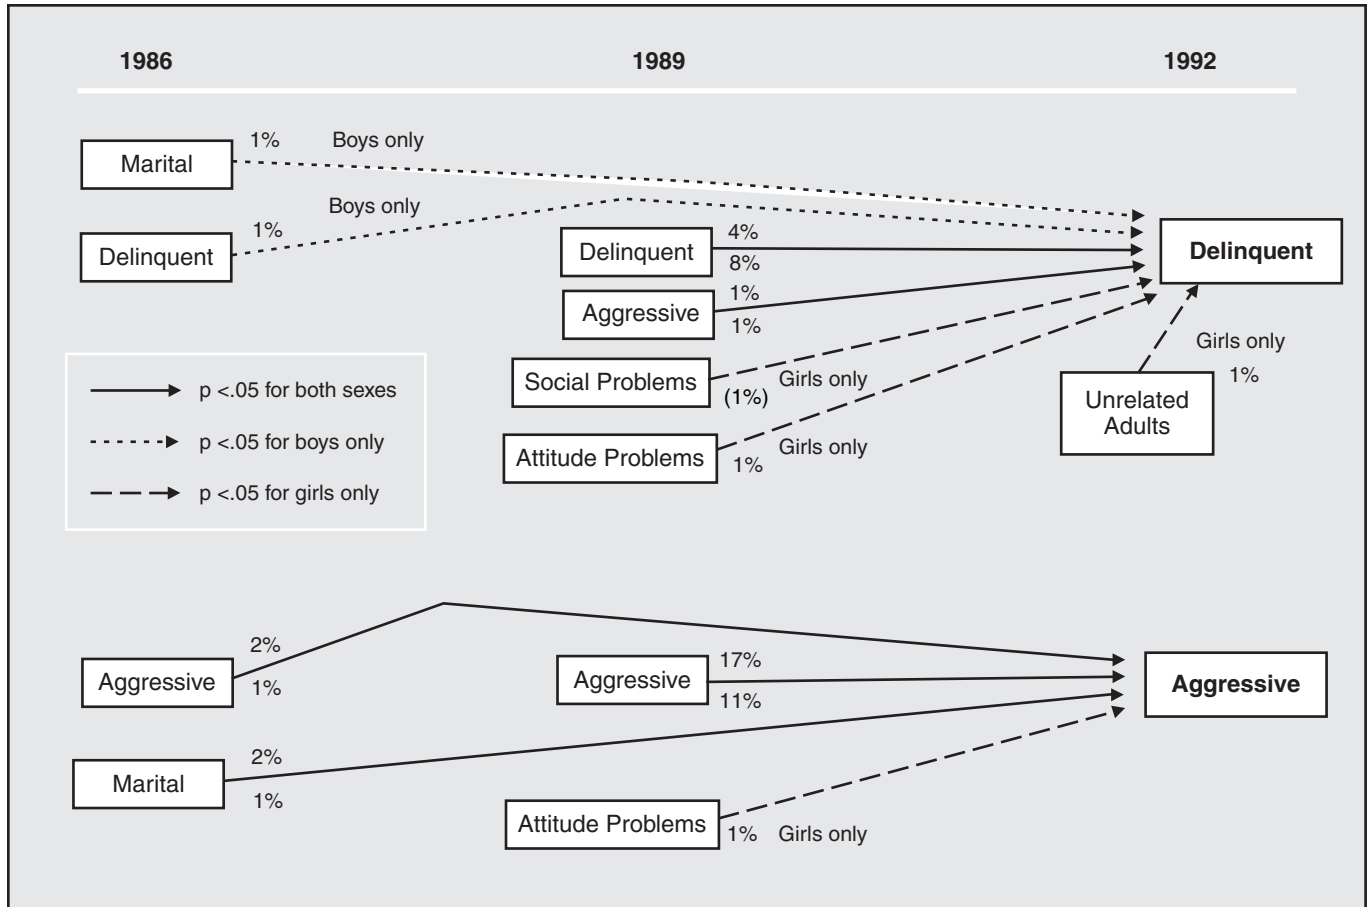 1986 1989 1992
1% Boys only
Marital
Boys only
1%
Delinquent
4%
Delinquent
8%
Delinquent
1%
Aggressive
1%
Girls only
1%
Social Problems
Girls only
(1%)
Unrelated
Adults
Attitude Problems
Girls only
1%
p <.05 for both sexes
p <.05 for boys only
p <.05 for girls only
2%
Aggressive
1%
17%
Aggressive
11%
Aggressive
2%
Marital
1%
Attitude Problems
1% Girls only